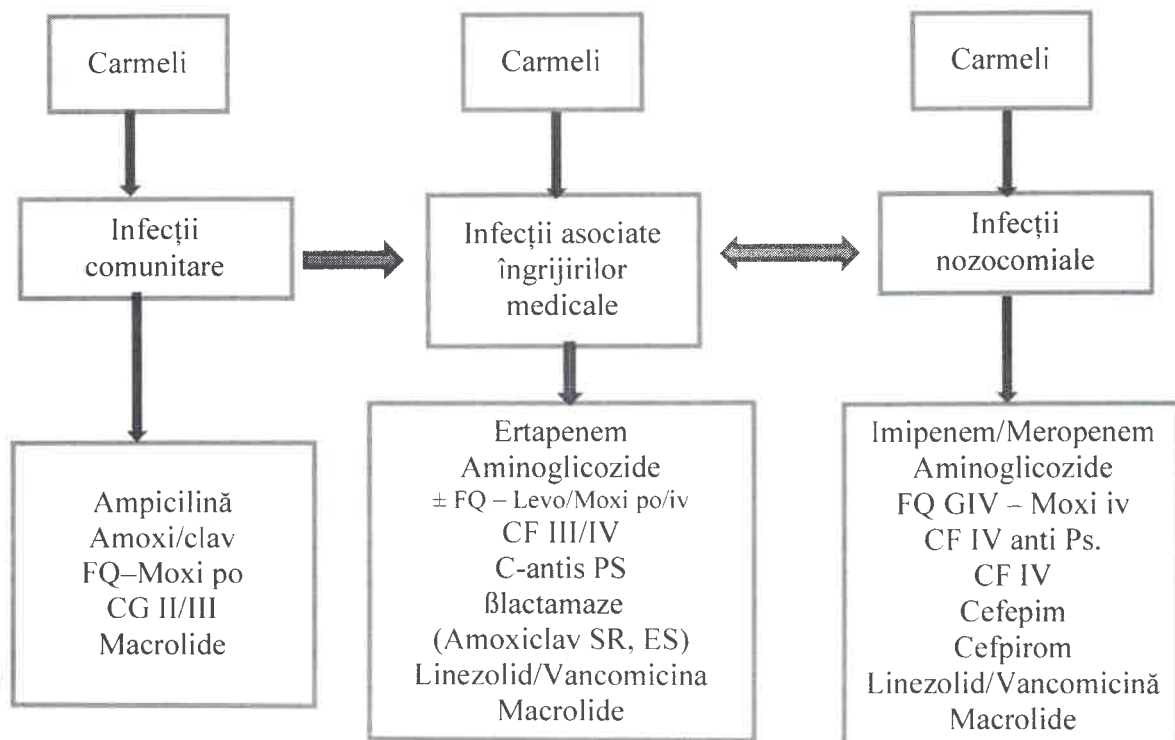 Carmeli
Infecții
comunitare
Ampicilină
Amoxi/clav
FQ–Moxi po
CG II/III
Macrolide
Carmeli
Infecții asociate
îngrijirilor
medicale
Ertapenem
Aminoglicozide
± FQ – Levo/Moxi po/iv
CF III/IV
C-antis PS
ßlactamaze
(Amoxiclav SR, ES)
Linezolid/Vancomicina
Macrolide
Carmeli
Infecții
nozocomiale
Imipenem/Meropenem
Aminoglicozide
FQ GIV – Moxi iv
CF IV anti Ps.
CF IV
Cefepim
Cefpirom
Linezolid/Vancomicină
Macrolide